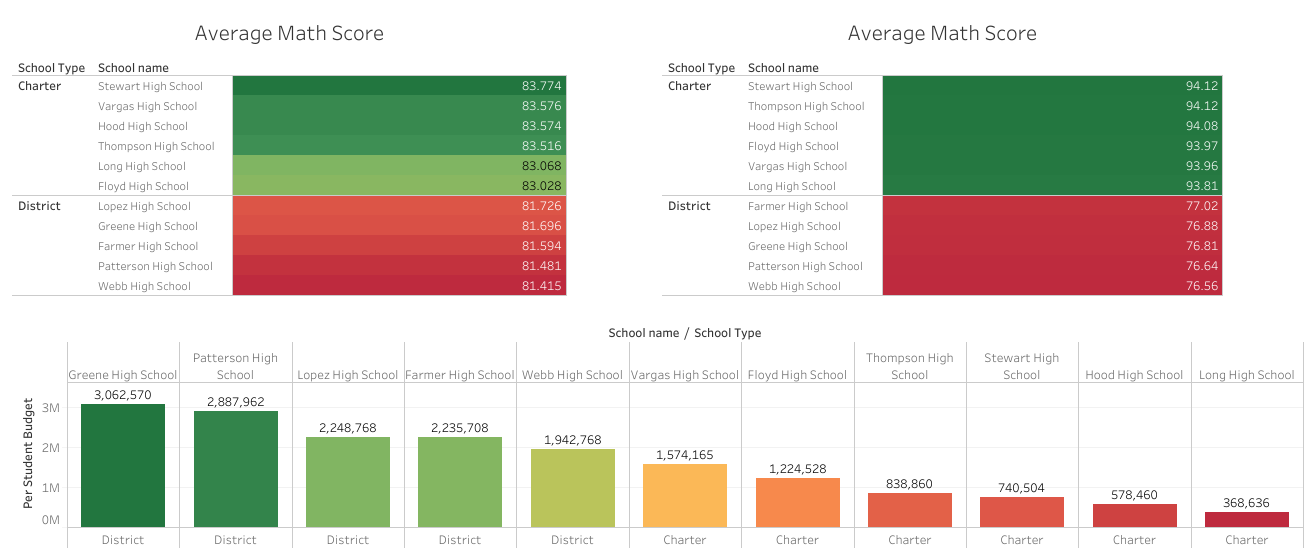 Average Math Score
School Type School name
Charter Stewart High School 83.774
Vargas High School 83.576
Hood High School 83.574
Thompson High School 83.516
Long High School 83.068
Floyd High School 83.028
District Lopez High School 81.726
Greene High School 81.696
Farmer High School 81.594
Patterson High School 81.481
Webb High School 81.415
Average Math Score
School Type School name
Charter Stewart High School 94.12
Thompson High School 94.12
Hood High School 94.08
Floyd High School 93.97
Vargas High School 93.96
Long High School 93.81
District Farmer High School 77.02
Lopez High School 76.88
Greene High School 76.81
Patterson High School 76.64
Webb High School 76.56
School name / School Type
Patterson High Thompson High Stewart High
Greene High School School Lopez High School Farmer High School Webb High School Vargas High School Floyd High School School School Hood High School Long High School
Per Student Budget
3M
2M
1M
0M
3,062,570 2,887,962 2,248,768 2,235,708 1,942,768 1,574,165 1,224,528 838,860 740,504 578,460 368,636
District District District District District Charter Charter Charter Charter Charter Charter